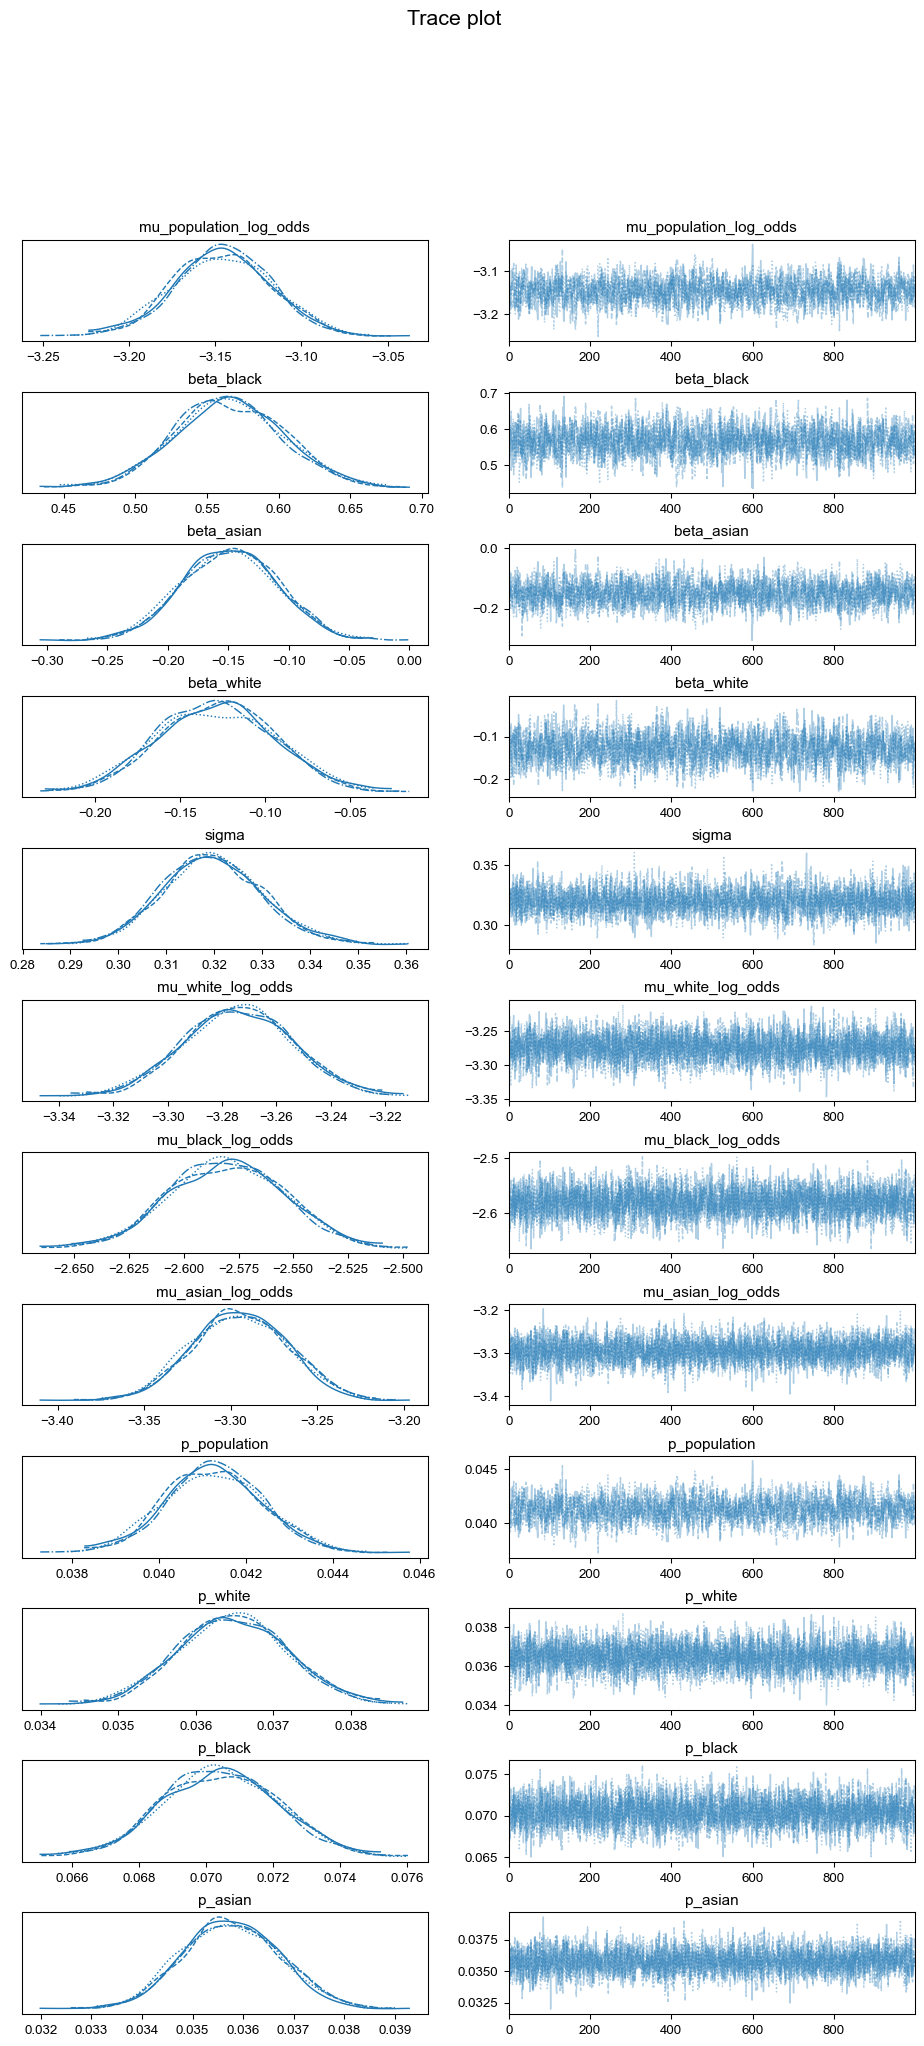 Trace plot
mu_population_log_odds mu_population_log_odds
−3.1
−3.2
−3.25 −3.20 −3.15 −3.10 −3.05 0 200 400 600 800
beta_black beta_black
0.7
0.6
0.5
0.45 0.50 0.55 0.60 0.65 0.70 0 200 400 600 800
beta_asian beta_asian
0.0
−0.2
−0.30 −0.25 −0.20 −0.15 −0.10 −0.05 0.00 0 200 400 600 800
beta_white beta_white
−0.1
−0.2
−0.20 −0.15 −0.10 −0.05 0 200 400 600 800
sigma sigma
0.35
0.30
0.28 0.29 0.30 0.31 0.32 0.33 0.34 0.35 0.36 0 200 400 600 800
mu_white_log_odds mu_white_log_odds
−3.25
−3.30
−3.35
−3.34 −3.32 −3.30 −3.28 −3.26 −3.24 −3.22 0 200 400 600 800
mu_black_log_odds mu_black_log_odds
−2.5
−2.6
−2.650 −2.625 −2.600 −2.575 −2.550 −2.525 −2.500 0 200 400 600 800
mu_asian_log_odds mu_asian_log_odds
−3.2
−3.3
−3.4
−3.40 −3.35 −3.30 −3.25 −3.20 0 200 400 600 800
p_population p_population
0.045
0.040
0.038 0.040 0.042 0.044 0.046 0 200 400 600 800
p_white p_white
0.038
0.036
0.034
0.034 0.035 0.036 0.037 0.038 0 200 400 600 800
p_black p_black
0.075
0.070
0.065
0.066 0.068 0.070 0.072 0.074 0.076 0 200 400 600 800
p_asian p_asian
0.0375
0.0350
0.0325
0.032 0.033 0.034 0.035 0.036 0.037 0.038 0.039 0 200 400 600 800